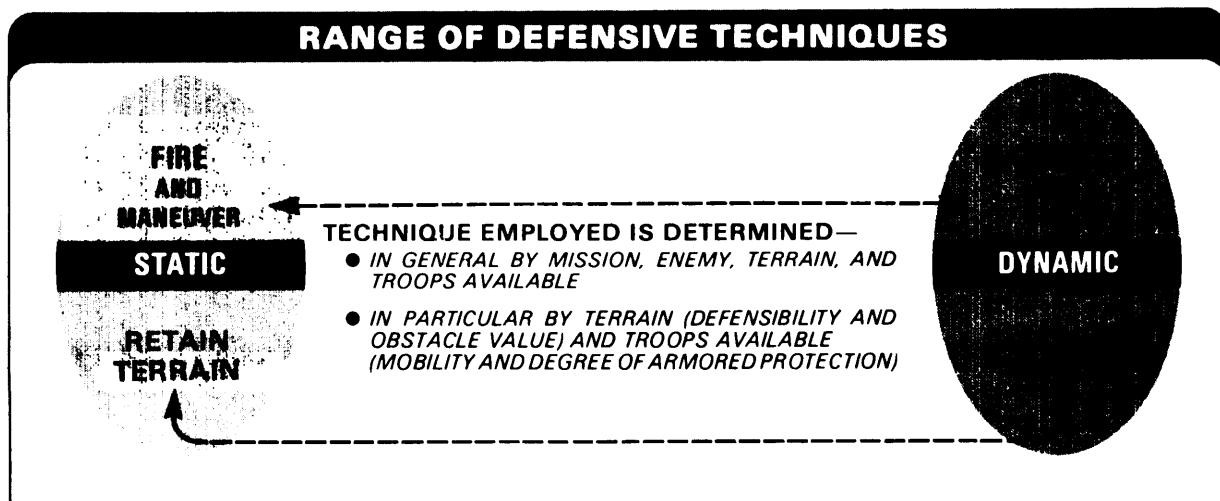 RANGE OF DEFENSIVE TECHNIQUES
FIRE
AND
MANEUVER
STATIC
RETAIN
TERRAIN
TECHNIQUE EMPLOYED IS DETERMINED—
● IN GENERAL BY MISSION, ENEMY, TERRAIN, AND
TROOPS AVAILABLE
● IN PARTICULAR BY TERRAIN (DEFENSIBILITY AND
OBSTACLE VALUE) AND TROOPS AVAILABLE
(MOBILITY AND DEGREE OF ARMORED PROTECTION)
DYNAMIC